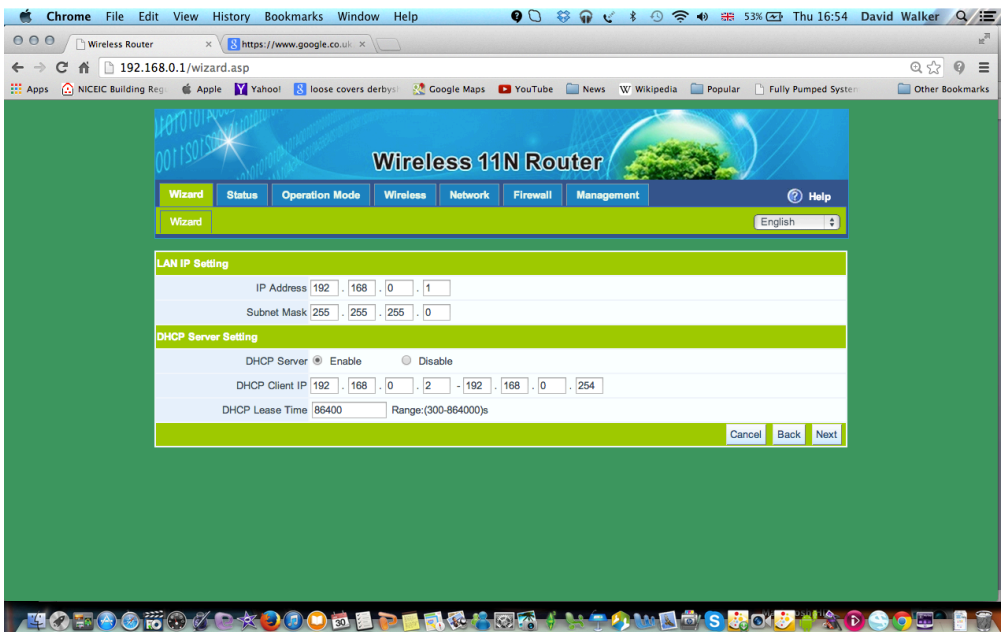 Chrome File Edit View History Bookmarks Window Help 53% Thu 16:54 David Walker
Wireless Router × https://www.google.co.uk ×
192.168.0.1/wizard.asp
Apps NICEIC Building Reg Apple Yahoo! loose covers derbys Google Maps YouTube News Wikipedia Popular Fully Pumped System Other Bookmarks
Wireless 11N Router
Wizard Status Operation Mode Wireless Network Firewall Management Help
Wizard English
LAN IP Setting
IP Address 192 . 168 . 0 . 1
Subnet Mask 255 . 255 . 255 . 0
DHCP Server Setting
DHCP Server Enable Disable
DHCP Client IP 192 . 168 . 0 . 2 - 192 . 168 . 0 . 254
DHCP Lease Time 86400 Range:(300-864000)s
Cancel Back Next
30